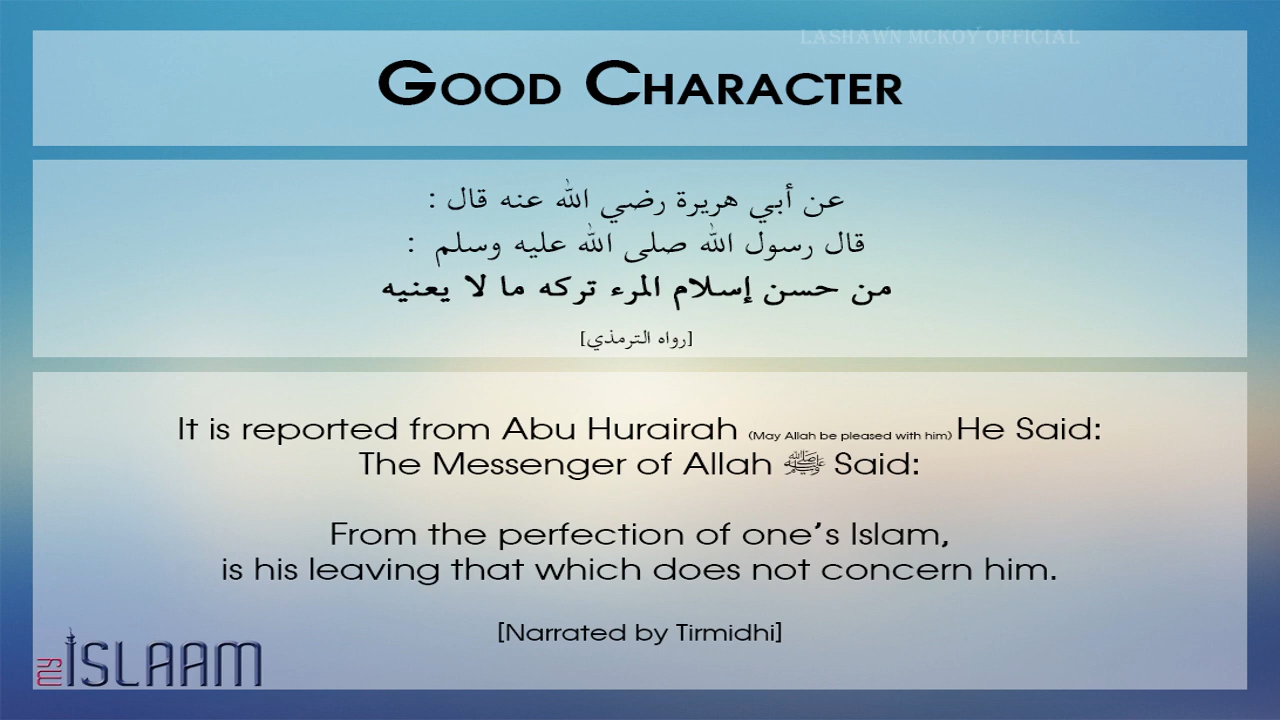 LASHAWN MCKOY OFFICIAL
GOOD CHARACTER
عن أبي هريرة رضي الله عنه قال :
قال رسول الله صلى الله عليه وسلم :
من حسن إسلام المرء تركه ما لا يعنيه
[رواه الترمذي]
It is reported from Abu Hurairah (May Allah be pleased with him) He Said:
The Messenger of Allah ﷺ Said:
From the perfection of one's Islam,
is his leaving that which does not concern him.
[Narrated by Tirmidhi]
my ISLAAM